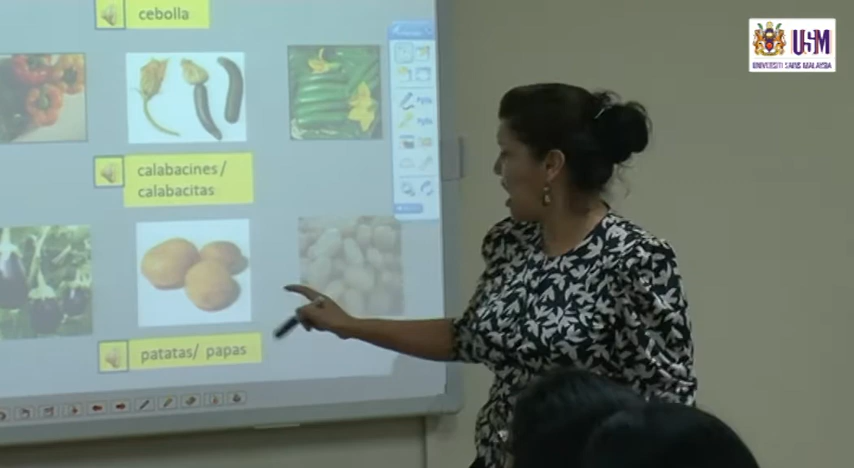 cebolla
USM
UNIVERSITI SAINS MALAYSIA
calabacines/
calabacitas
patatas/ papas